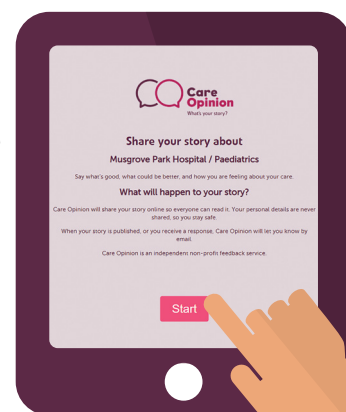 Care
Opinion
What's your story?
Share your story about
Musgrove Park Hospital / Paediatrics
Say what's good, what could be better, and how you are feeling about your care.
What will happen to your story?
Care Opinion will share your story online so everyone can read it. Your personal details are never
shared, so you stay safe.
When your story is published, or you receive a response, Care Opinion will let you know by
email.
Care Opinion is an independent non-profit feedback service.
Start